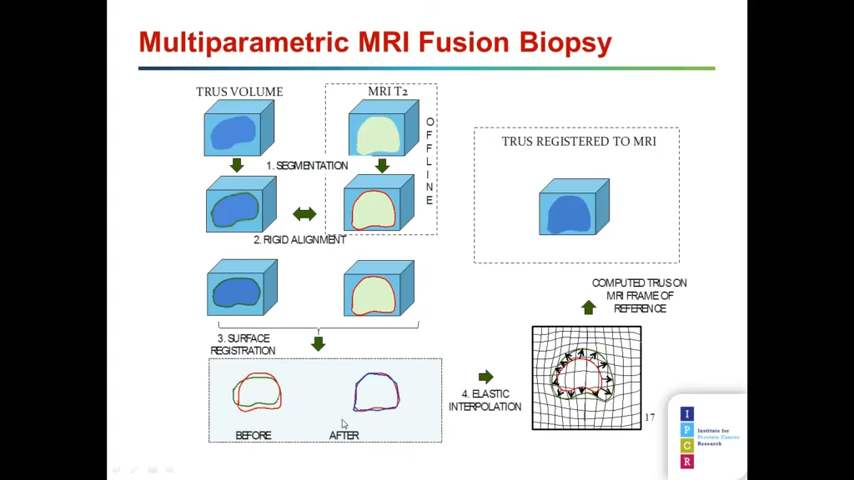 Multiparametric MRI Fusion Biopsy
TRUS VOLUME
MRI T2
OFFLINE
1. SEGMENTATION
2. RIGID ALIGNMENT
3. SURFACE
REGISTRATION
BEFORE
AFTER
4. ELASTIC
INTERPOLATION
TRUS REGISTERED TO MRI
COMPUTED TRUS ON
MRI FRAME OF
REFERENCE
17
I
P
C
R
Institute for
Prostate Cancer
Research